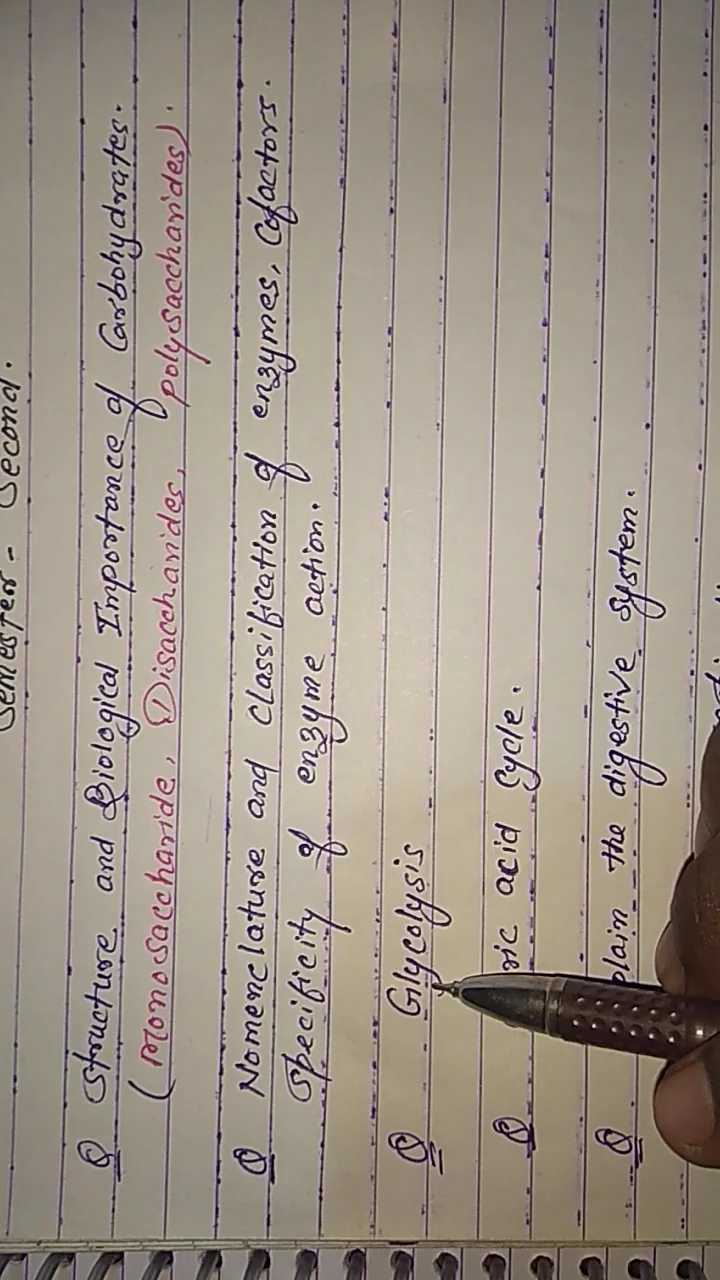 Semester - Second.
Q Structure and Biological Importance of Carbohydrates.
(Monosaccharide, Disaccharides, polysaccharides).
Q Nomenclature and Classification of enzymes, Cofactors.
Specificity of enzyme action.
Q Glycolysis
Q ric acid Cycle.
Q plain the digestive System.